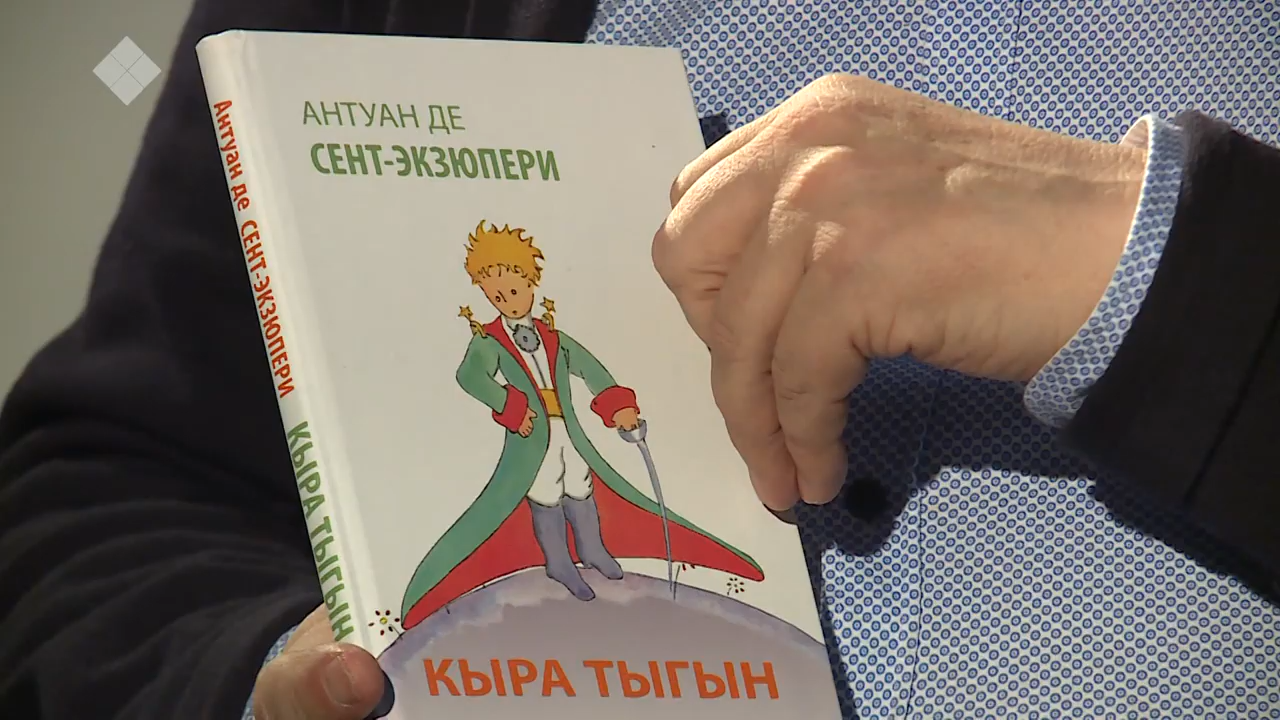 АНТУАН ДЕ
СЕНТ-ЭКЗЮПЕРИ
КЫРА ТЫГЫН
Антуан де СЕНТ-ЭКЗЮПЕРИ КЫРА ТЫГЫН